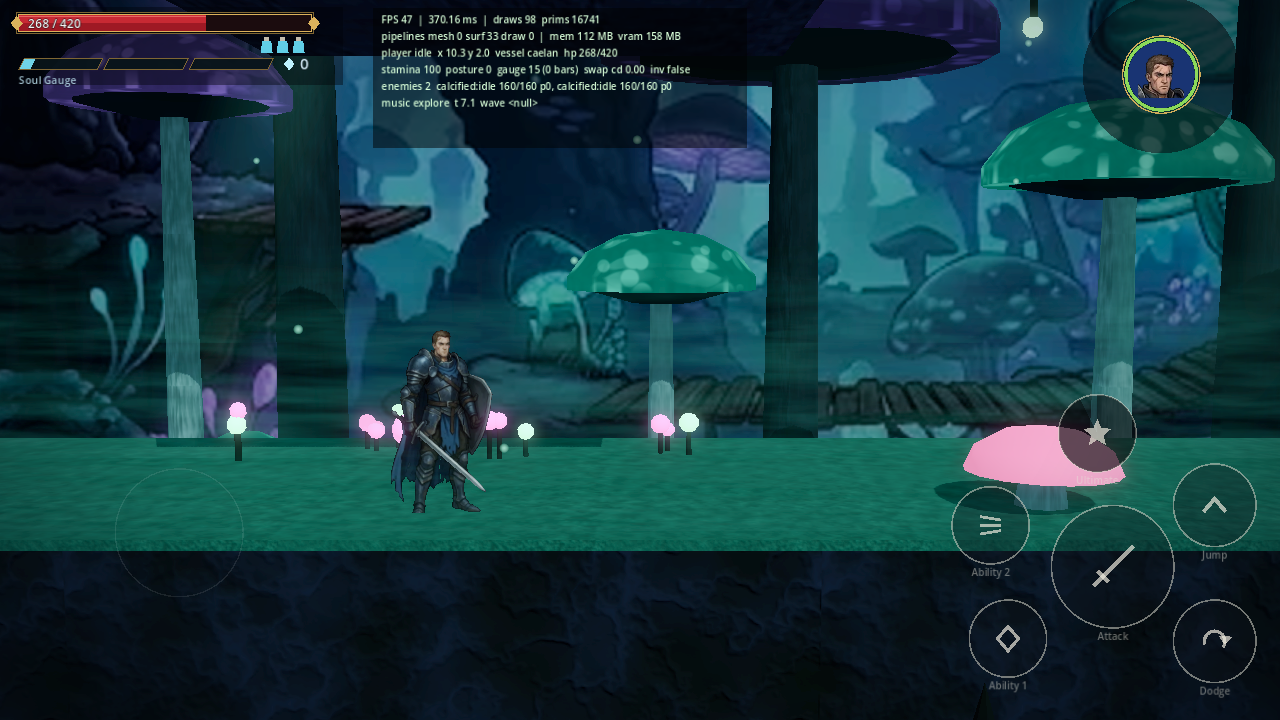 268 / 420
Soul Gauge
0
FPS 47 | 370.16 ms | draws 98 prims 16741
pipelines mesh 0 surf 33 draw 0 | mem 112 MB vram 158 MB
player idle x 10.3 y 2.0 vessel caelan hp 268/420
stamina 100 posture 0 gauge 15 (0 bars) swap cd 0.00 inv false
enemies 2 calcified:idle 160/160 p0, calcified:idle 160/160 p0
music explore t 7.1 wave <null>
Ultimate
Ability 2
Jump
Attack
Ability 1
Dodge